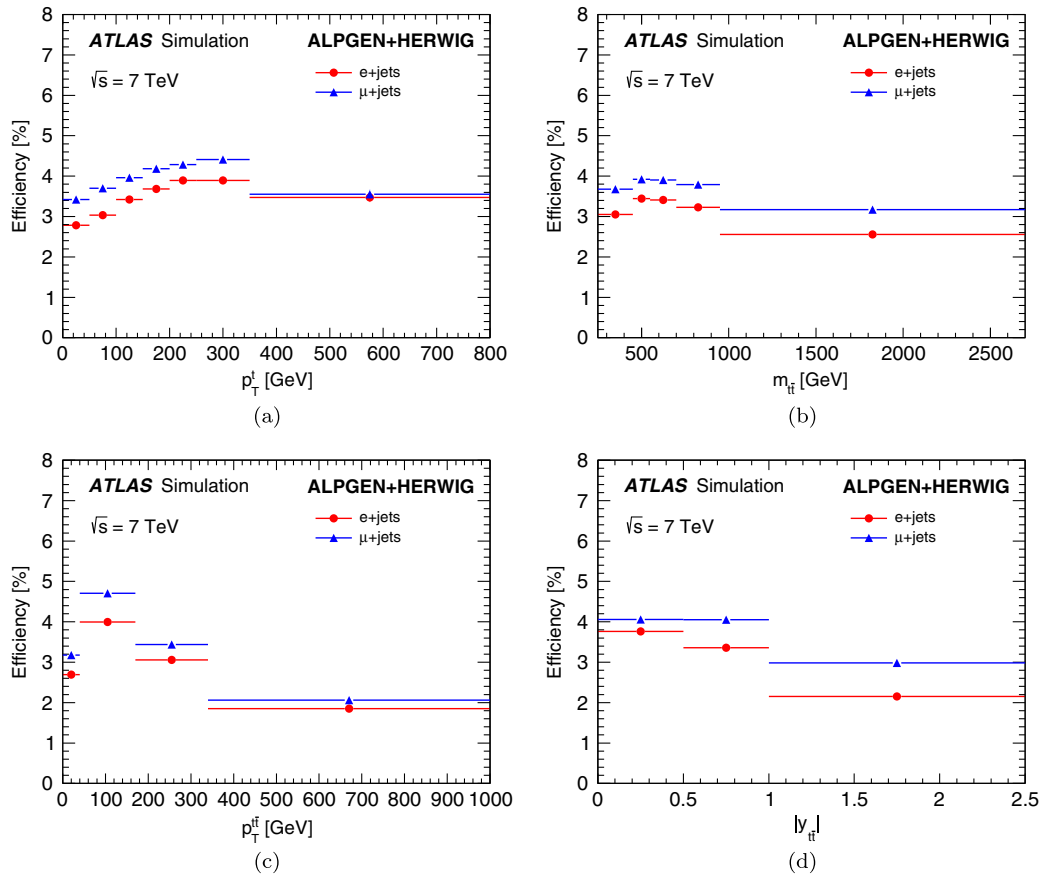 ATLAS Simulation ALPGEN+HERWIG
√s = 7 TeV
e+jets
μ+jets
Efficiency [%]
8
7
6
5
4
3
2
1
0
0 100 200 300 400 500 600 700 800
p_T^t [GeV]
(a)
ATLAS Simulation ALPGEN+HERWIG
√s = 7 TeV
e+jets
μ+jets
Efficiency [%]
8
7
6
5
4
3
2
1
0
500 1000 1500 2000 2500
m_tt̄ [GeV]
(b)
ATLAS Simulation ALPGEN+HERWIG
√s = 7 TeV
e+jets
μ+jets
Efficiency [%]
8
7
6
5
4
3
2
1
0
0 100 200 300 400 500 600 700 800 900 1000
p_T^tt̄ [GeV]
(c)
ATLAS Simulation ALPGEN+HERWIG
√s = 7 TeV
e+jets
μ+jets
Efficiency [%]
8
7
6
5
4
3
2
1
0
0 0.5 1 1.5 2 2.5
|y_tt̄|
(d)